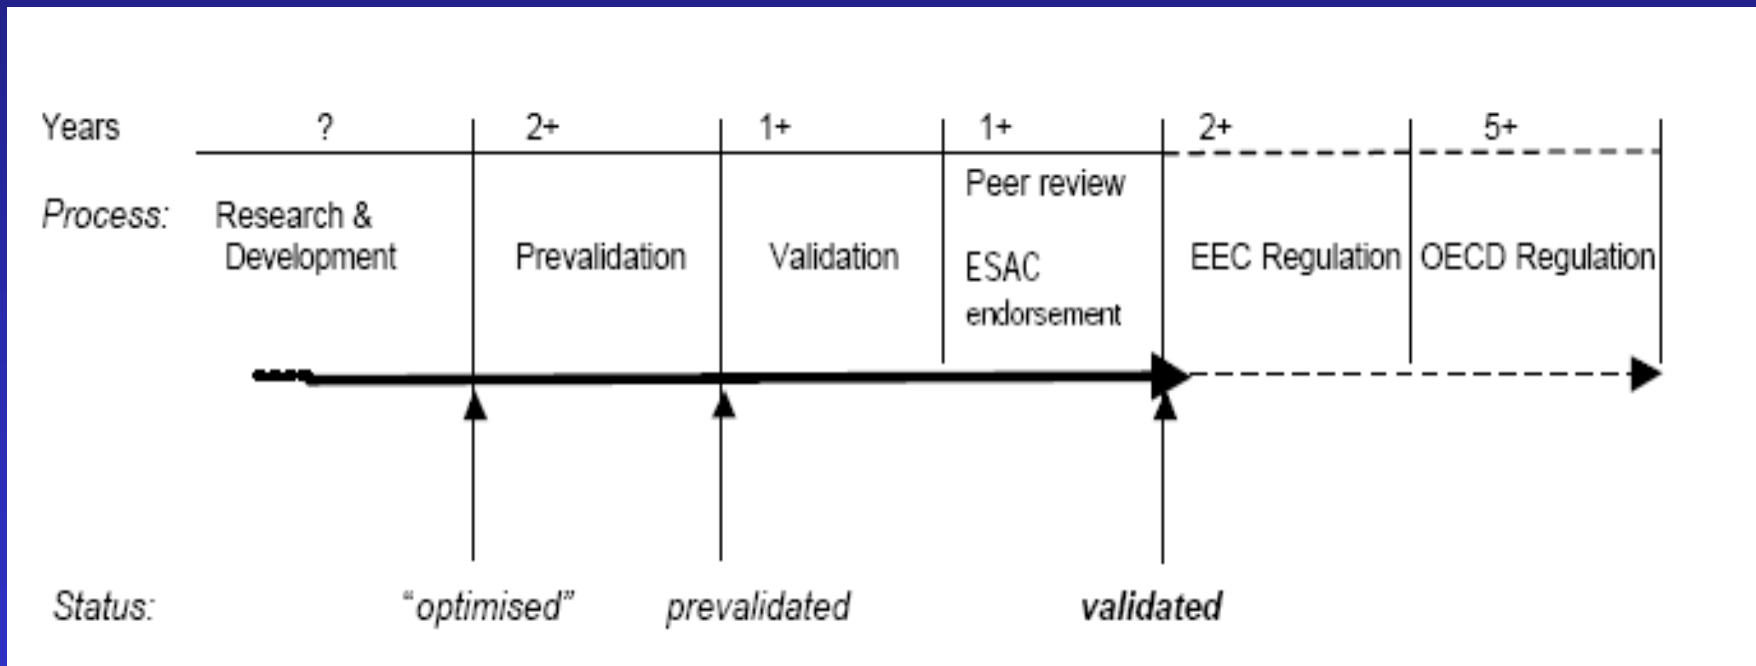 Years ? 2+ 1+ 1+ 2+ 5+
Peer review
Process: Research &
Development Prevalidation Validation ESAC EEC Regulation OECD Regulation
endorsement
Status: "optimised" prevalidated validated